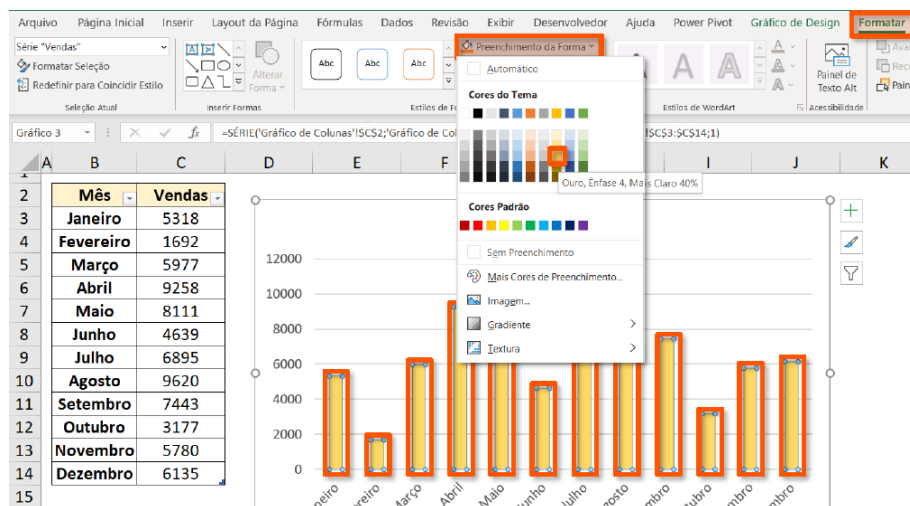 Arquivo Página Inicial Inserir Layout da Página Fórmulas Dados Revisão Exibir Desenvolvedor Ajuda Power Pivot Gráfico de Design Formatar
Série "Vendas"
Formatar Seleção
Redefinir para Coincidir Estilo
Seleção Atual
Alterar
Forma
Inserir Formas
Abc Abc Abc
Preenchimento da Forma
Estilos de WordArt
Painel de
Texto Alt
Acessibilidade
Gráfico 3
fx =SÉRIE('Gráfico de Colunas'!$C$2;'Gráfico de Col
!$C$3:$C$14;1)
Automático
Cores do Tema
Ouro, Ênfase 4, Mais Claro 40%
Cores Padrão
Sem Preenchimento
Mais Cores de Preenchimento...
Imagem...
Gradiente
Textura
A B C D E F I J K
2 Mês Vendas
3 Janeiro 5318
4 Fevereiro 1692
5 Março 5977
6 Abril 9258
7 Maio 8111
8 Junho 4639
9 Julho 6895
10 Agosto 9620
11 Setembro 7443
12 Outubro 3177
13 Novembro 5780
14 Dezembro 6135
15
12000
10000
8000
6000
4000
2000
0